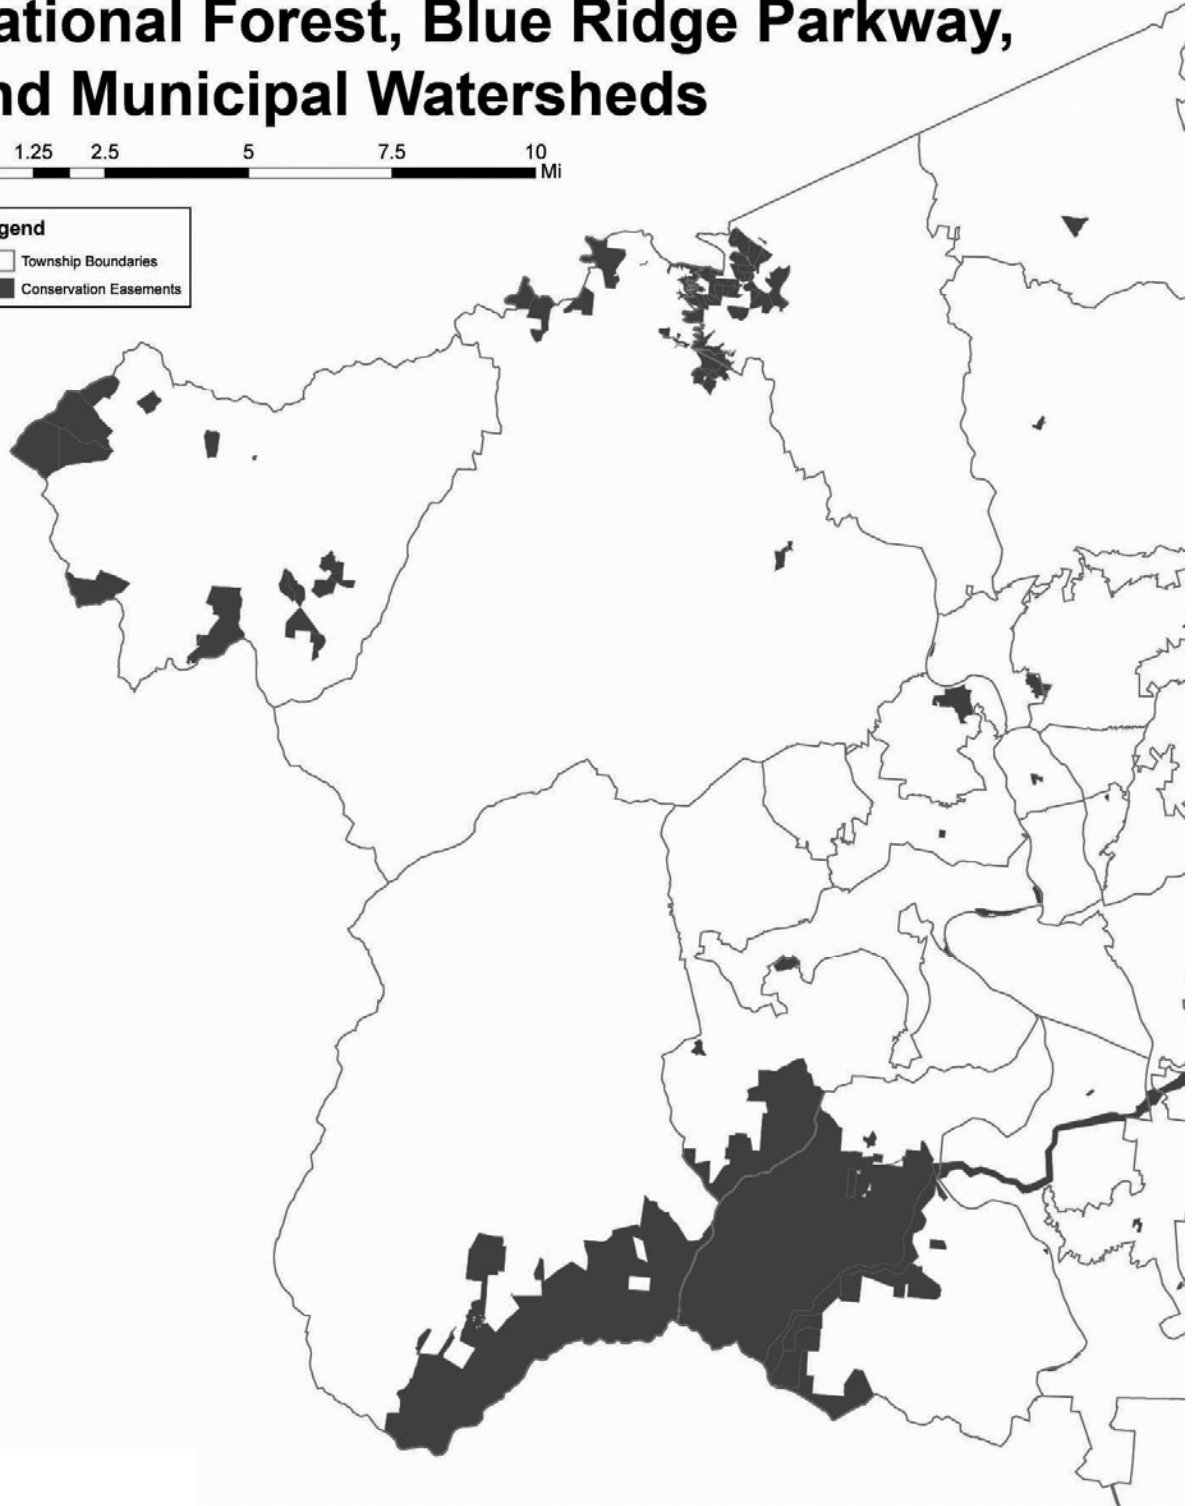 ational Forest, Blue Ridge Parkway,
nd Municipal Watersheds
1.25 2.5 5 7.5 10
Mi
gend
Township Boundaries
Conservation Easements